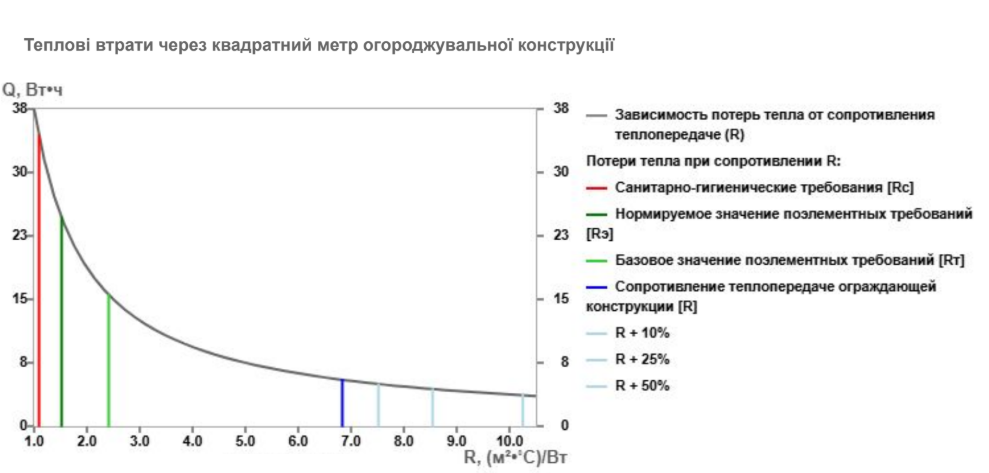 Теплові втрати через квадратний метр огороджувальної конструкції
Q, Вт•ч
38
30
23
15
8
0
38
30
23
15
8
0
1.0 2.0 3.0 4.0 5.0 6.0 7.0 8.0 9.0 10.0
R, (м²•°С)/Вт
Зависимость потерь тепла от сопротивления
теплопередаче (R)
Потери тепла при сопротивлении R:
Санитарно-гигиенические требования [Rс]
Нормируемое значение поэлементных требований
[Rэ]
Базовое значение поэлементных требований [Rт]
Сопротивление теплопередаче ограждающей
конструкции [R]
R + 10%
R + 25%
R + 50%